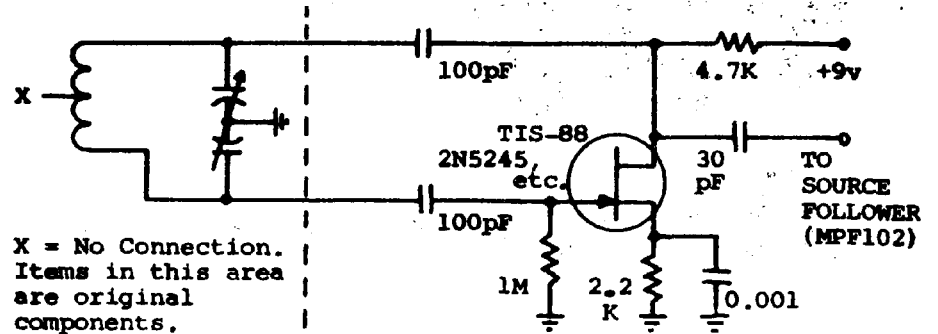 100pF
4.7K
+9v
X
TIS-88
2N5245,
etc.
30
pF
TO
SOURCE
FOLLOWER
(MPF102)
100pF
X = No Connection.
Items in this area
are original
components.
1M
2.2
K
0.001